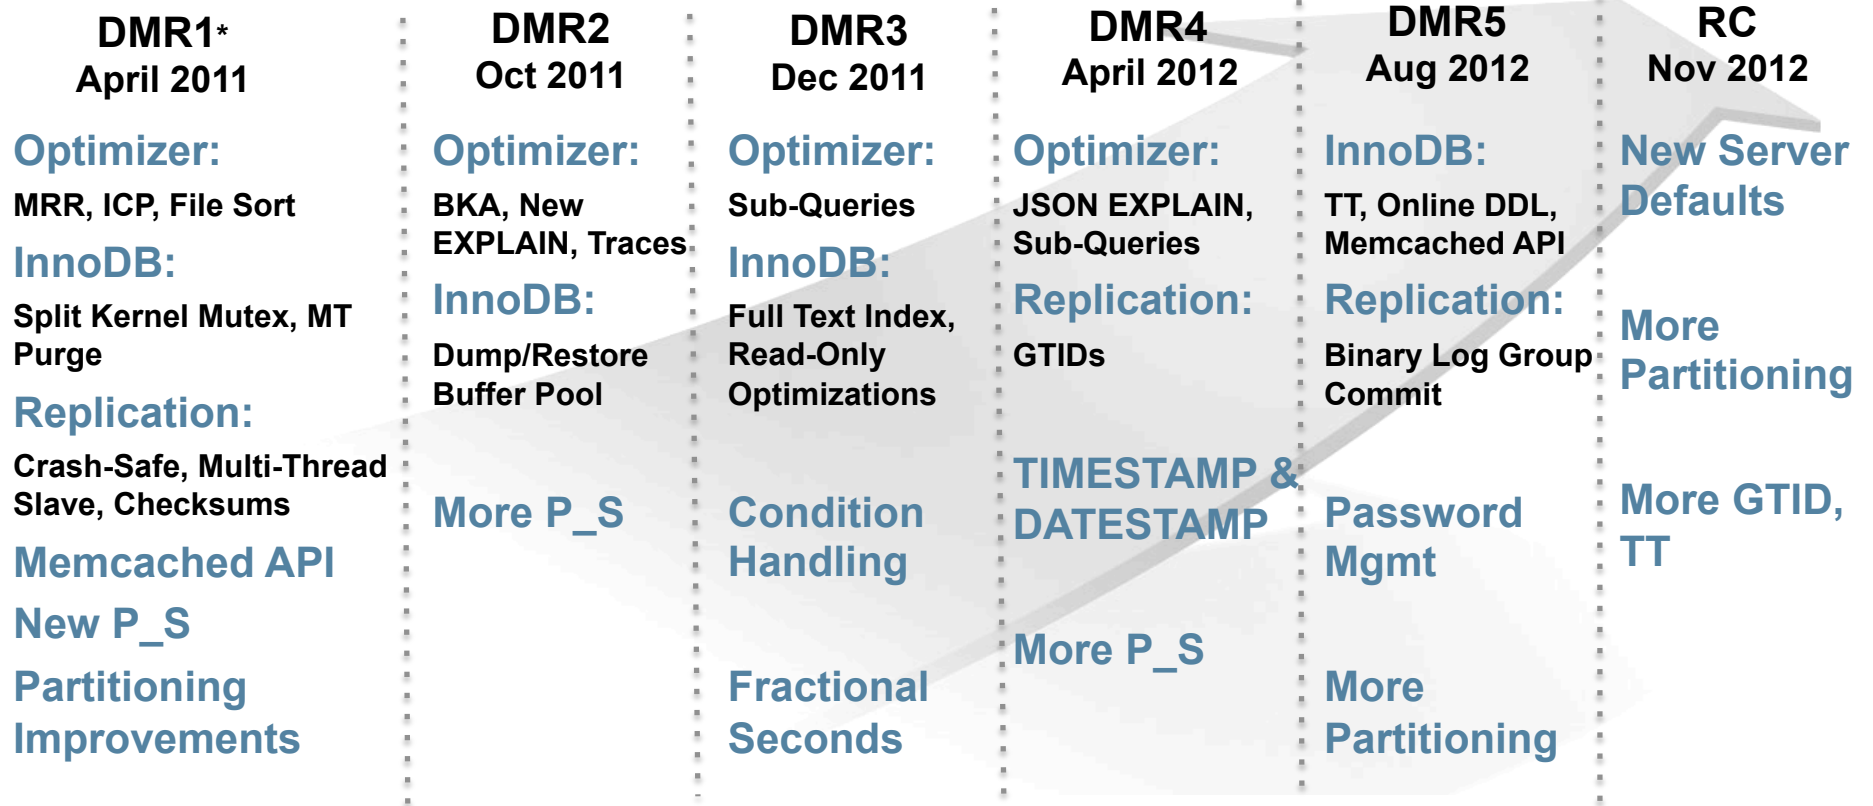 DMR1*
April 2011
Optimizer:
MRR, ICP, File Sort
InnoDB:
Split Kernel Mutex, MT
Purge
Replication:
Crash-Safe, Multi-Thread
Slave, Checksums
Memcached API
New P_S
Partitioning
Improvements
DMR2
Oct 2011
Optimizer:
BKA, New
EXPLAIN, Traces
InnoDB:
Dump/Restore
Buffer Pool
More P_S
DMR3
Dec 2011
Optimizer:
Sub-Queries
InnoDB:
Full Text Index,
Read-Only
Optimizations
Condition
Handling
Fractional
Seconds
DMR4
April 2012
Optimizer:
JSON EXPLAIN,
Sub-Queries
Replication:
GTIDs
TIMESTAMP &
DATESTAMP
More P_S
DMR5
Aug 2012
InnoDB:
TT, Online DDL,
Memcached API
Replication:
Binary Log Group
Commit
Password
Mgmt
More
Partitioning
RC
Nov 2012
New Server
Defaults
More
Partitioning
More GTID,
TT